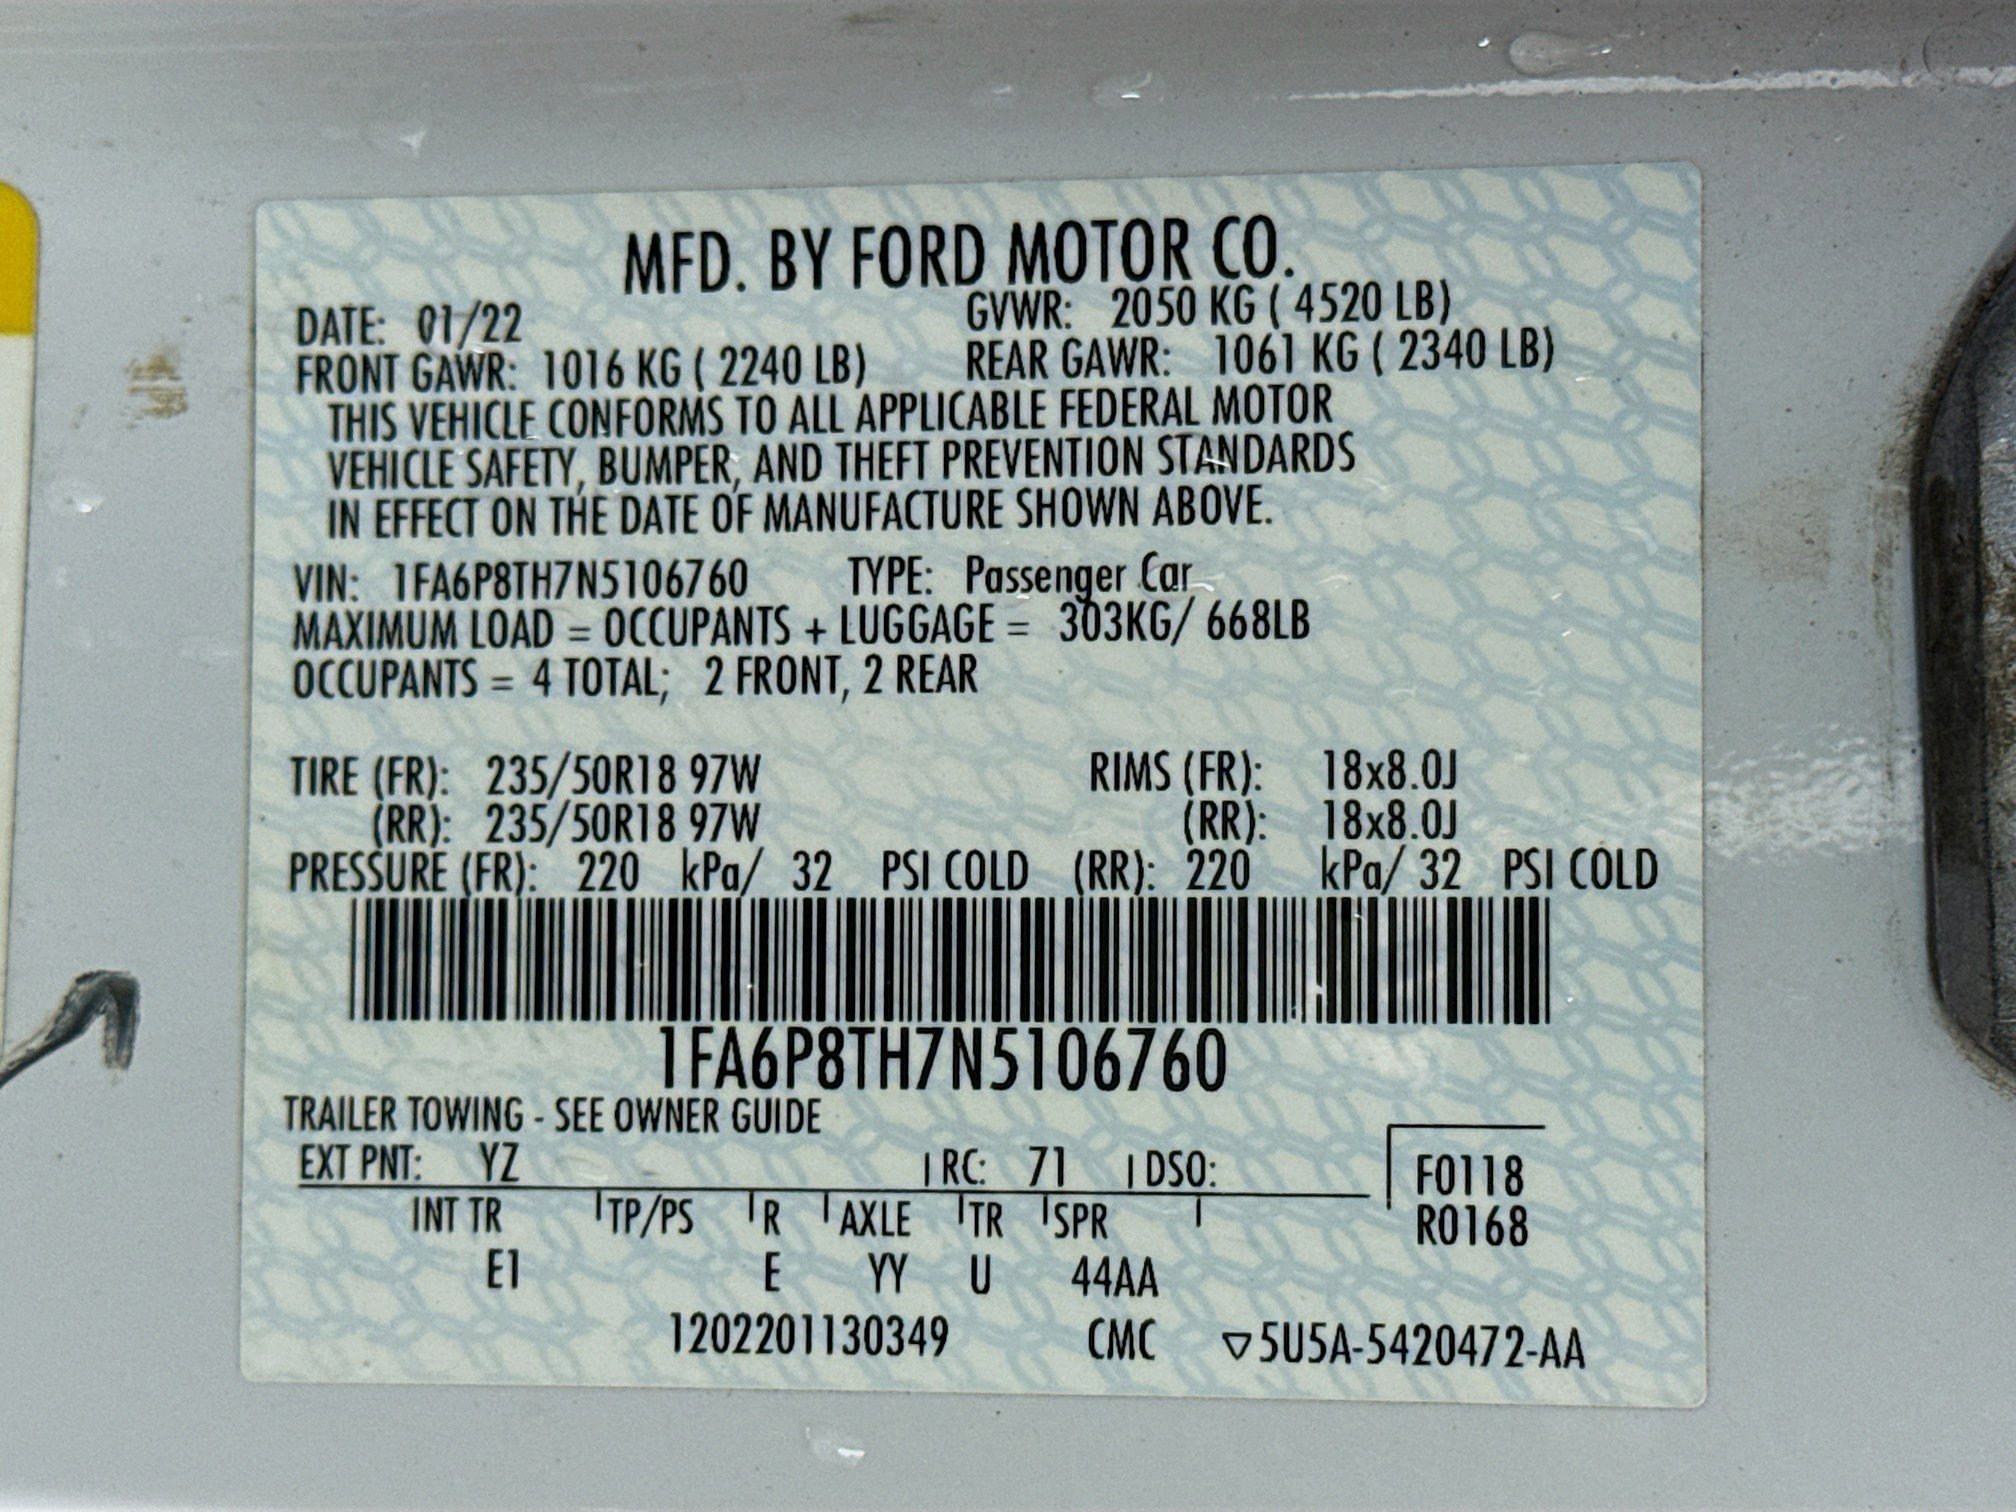 MFD. BY FORD MOTOR CO.
DATE: 01/22 GVWR: 2050 KG ( 4520 LB)
FRONT GAWR: 1016 KG ( 2240 LB) REAR GAWR: 1061 KG ( 2340 LB)
THIS VEHICLE CONFORMS TO ALL APPLICABLE FEDERAL MOTOR
VEHICLE SAFETY, BUMPER, AND THEFT PREVENTION STANDARDS
IN EFFECT ON THE DATE OF MANUFACTURE SHOWN ABOVE.
VIN: 1FA6P8TH7N5106760 TYPE: Passenger Car
MAXIMUM LOAD = OCCUPANTS + LUGGAGE = 303KG/ 668LB
OCCUPANTS = 4 TOTAL; 2 FRONT, 2 REAR
TIRE (FR): 235/50R18 97W RIMS (FR): 18x8.0J
(RR): 235/50R18 97W (RR): 18x8.0J
PRESSURE (FR): 220 kPa/ 32 PSI COLD (RR): 220 kPa/ 32 PSI COLD
1FA6P8TH7N5106760
TRAILER TOWING - SEE OWNER GUIDE
EXT PNT: YZ RC: 71 DSO: F0118
INT TR TP/PS R AXLE TR SPR R0168
E1 E YY U 44AA
1202201130349 CMC ▽5U5A-5420472-AA